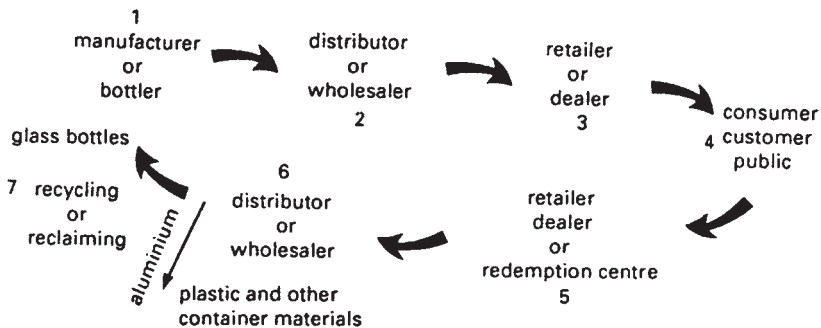 1
manufacturer
or
bottler
distributor
or
wholesaler
2
retailer
or
dealer
3
consumer
4 customer
public
retailer
dealer
or
redemption centre
5
6
distributor
or
wholesaler
glass bottles
7 recycling
or
reclaiming
aluminium
plastic and other
container materials